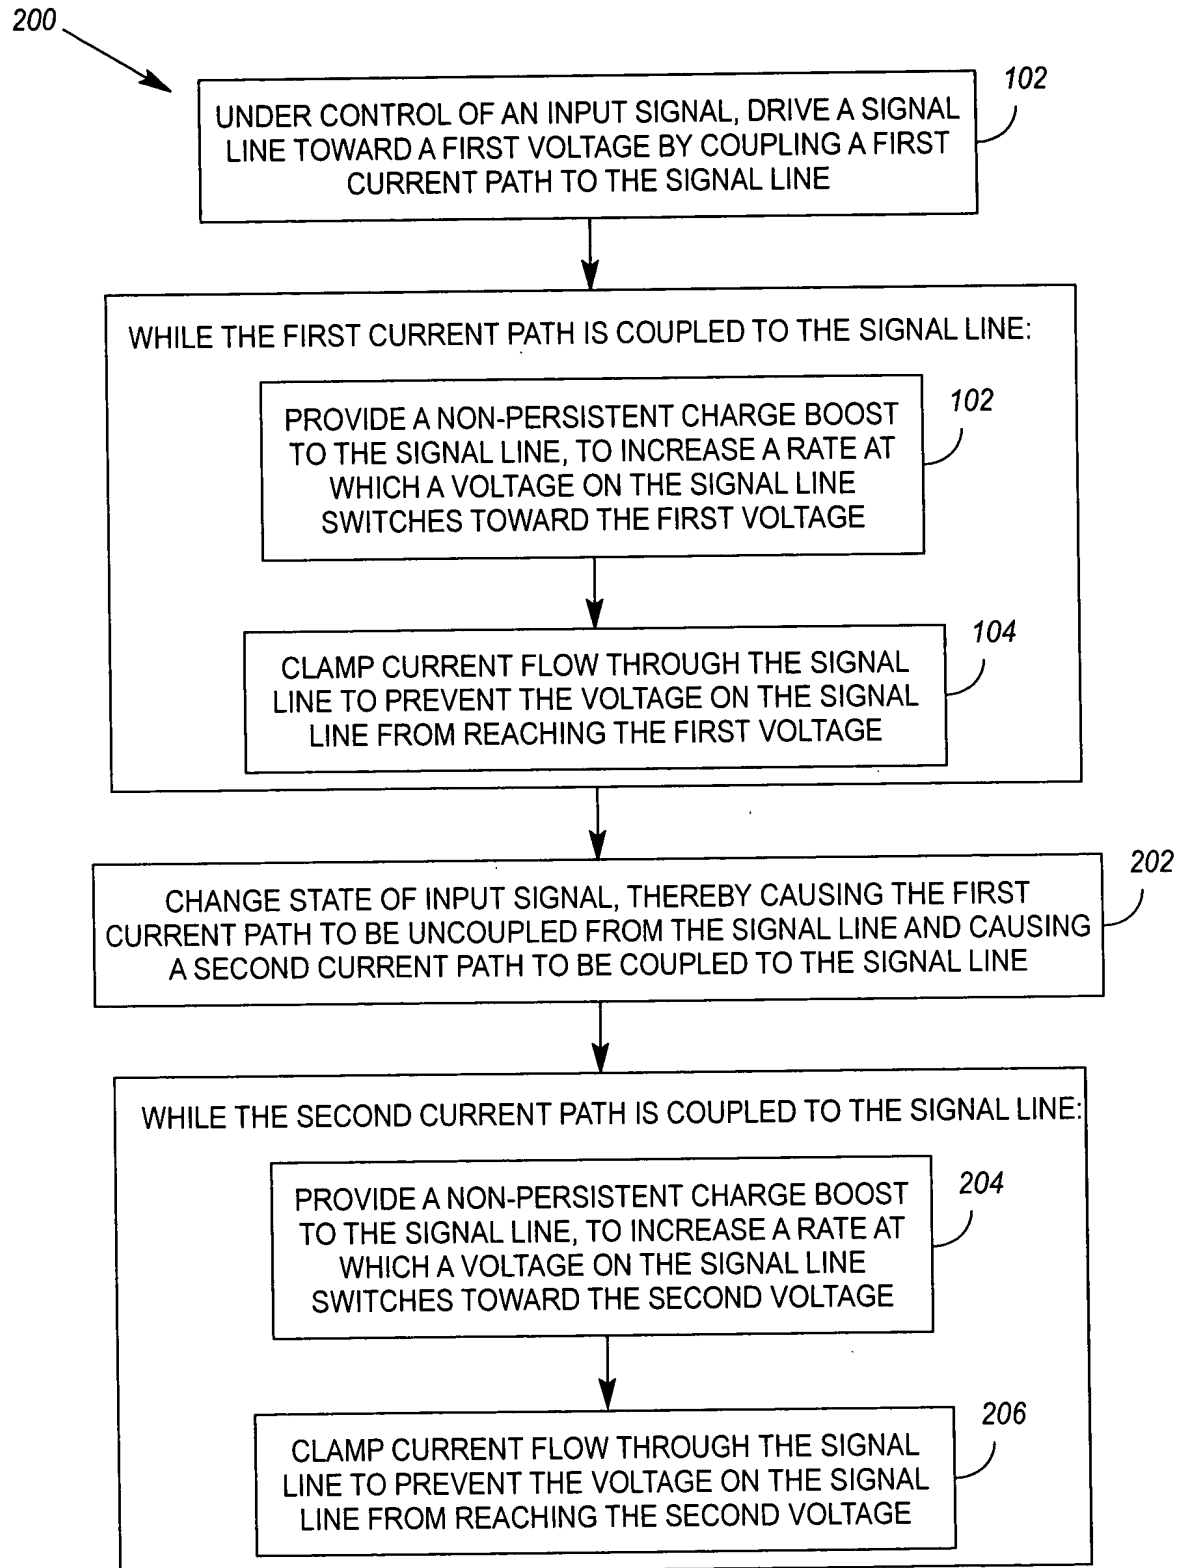 200
102
UNDER CONTROL OF AN INPUT SIGNAL, DRIVE A SIGNAL
LINE TOWARD A FIRST VOLTAGE BY COUPLING A FIRST
CURRENT PATH TO THE SIGNAL LINE
WHILE THE FIRST CURRENT PATH IS COUPLED TO THE SIGNAL LINE:
102
PROVIDE A NON-PERSISTENT CHARGE BOOST
TO THE SIGNAL LINE, TO INCREASE A RATE AT
WHICH A VOLTAGE ON THE SIGNAL LINE
SWITCHES TOWARD THE FIRST VOLTAGE
104
CLAMP CURRENT FLOW THROUGH THE SIGNAL
LINE TO PREVENT THE VOLTAGE ON THE SIGNAL
LINE FROM REACHING THE FIRST VOLTAGE
202
CHANGE STATE OF INPUT SIGNAL, THEREBY CAUSING THE FIRST
CURRENT PATH TO BE UNCOUPLED FROM THE SIGNAL LINE AND CAUSING
A SECOND CURRENT PATH TO BE COUPLED TO THE SIGNAL LINE
WHILE THE SECOND CURRENT PATH IS COUPLED TO THE SIGNAL LINE:
204
PROVIDE A NON-PERSISTENT CHARGE BOOST
TO THE SIGNAL LINE, TO INCREASE A RATE AT
WHICH A VOLTAGE ON THE SIGNAL LINE
SWITCHES TOWARD THE SECOND VOLTAGE
206
CLAMP CURRENT FLOW THROUGH THE SIGNAL
LINE TO PREVENT THE VOLTAGE ON THE SIGNAL
LINE FROM REACHING THE SECOND VOLTAGE